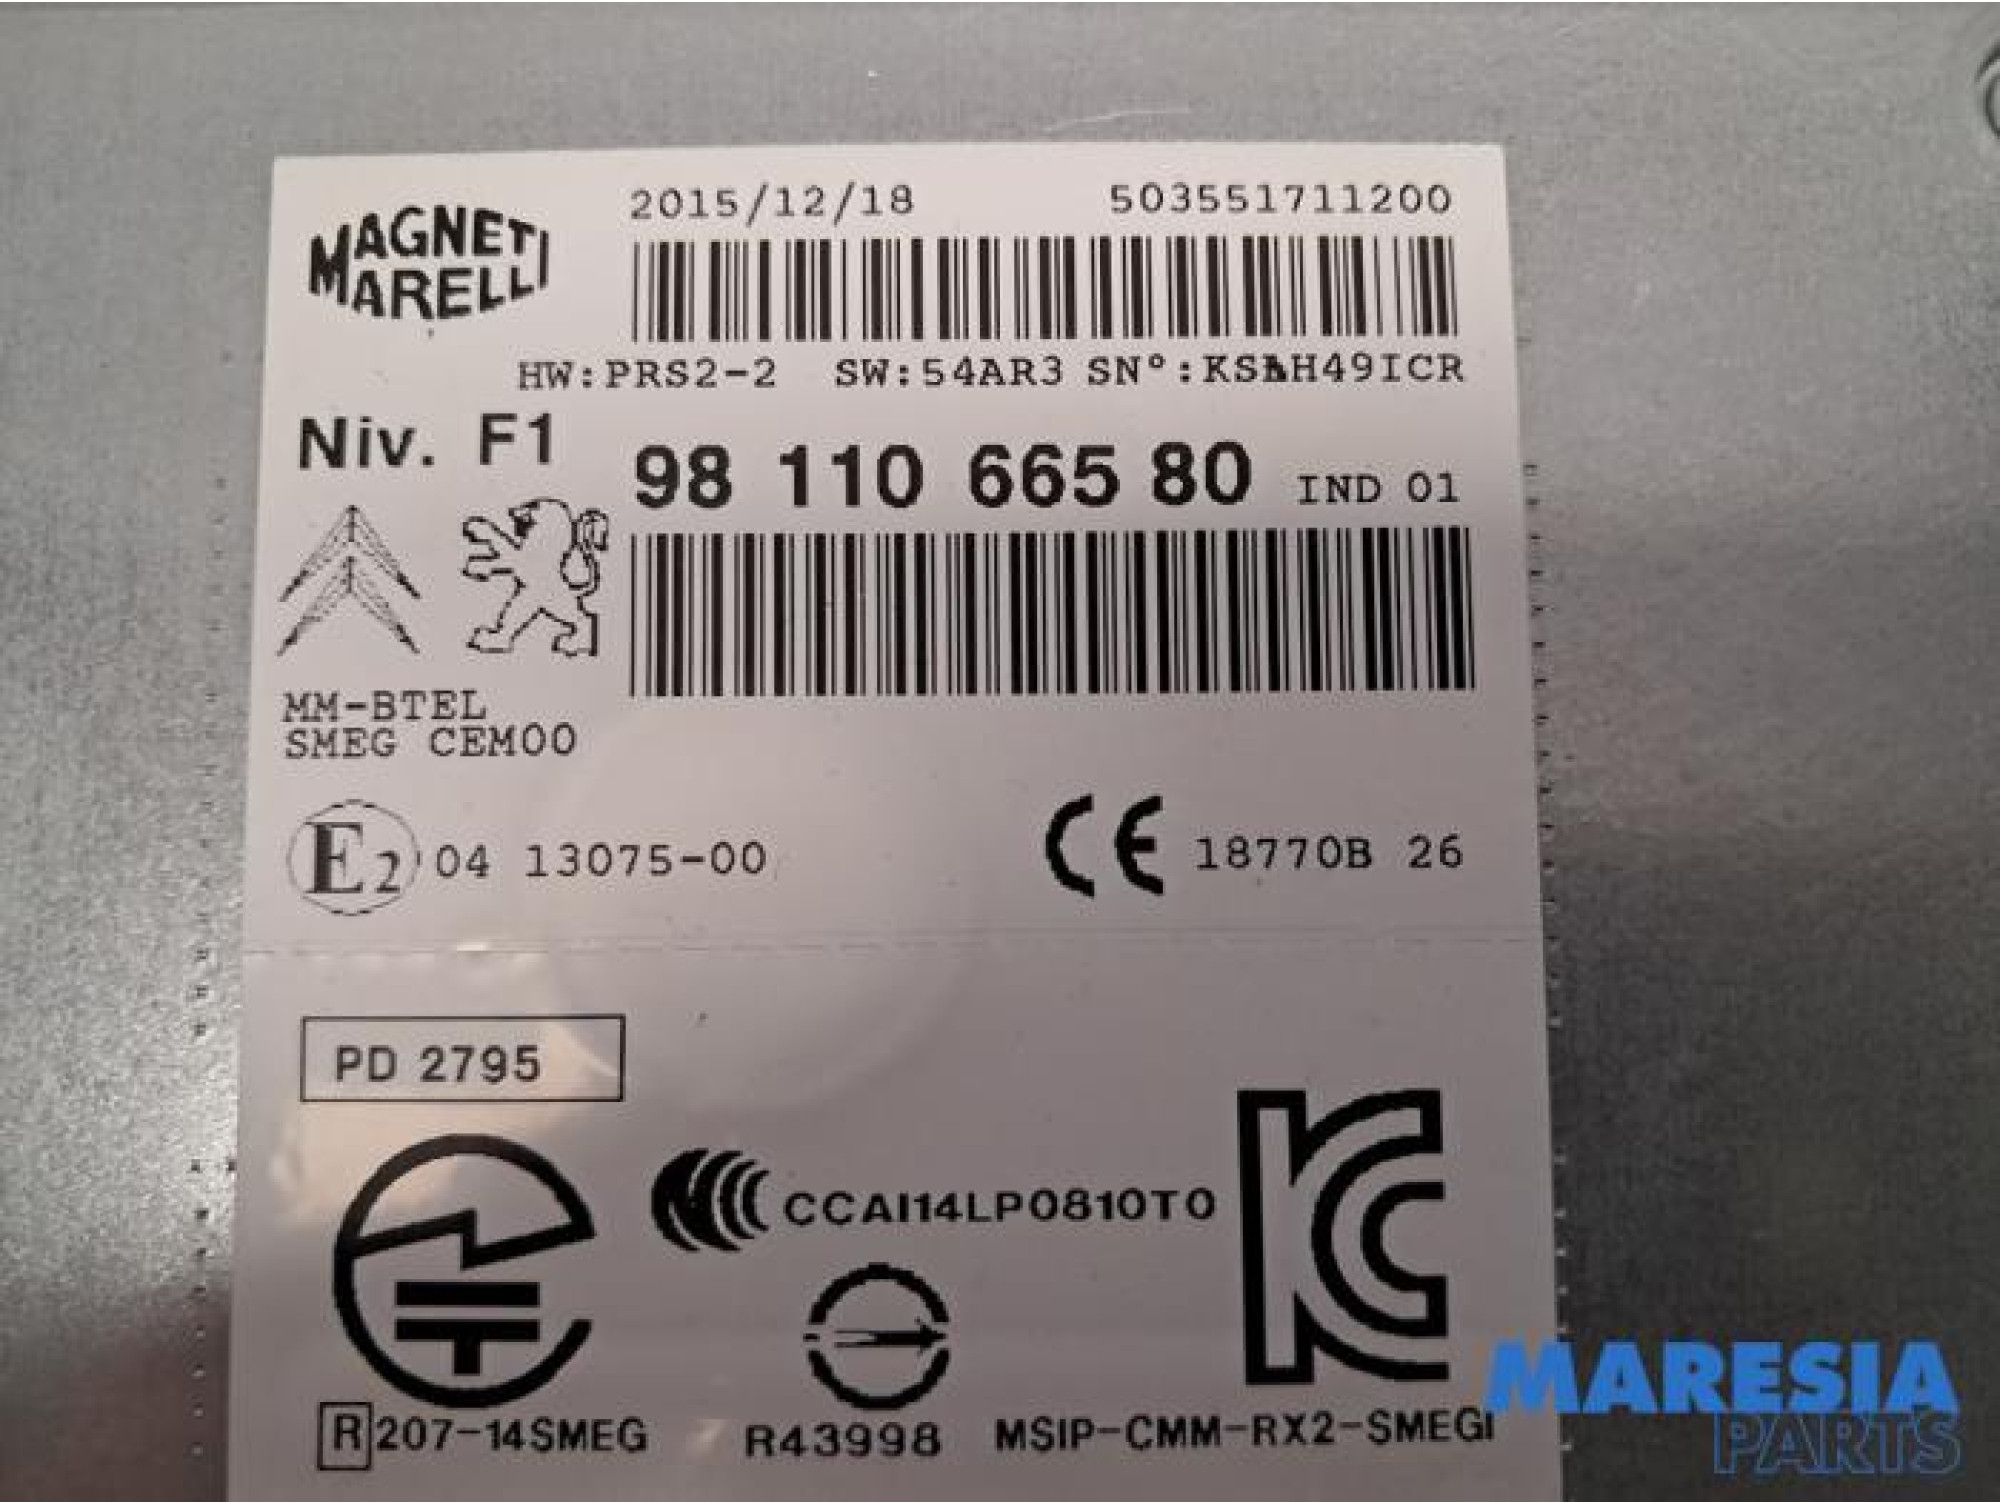 MAGNETI
MARELLI
2015/12/18 503551711200
HW:PRS2-2 SW:54AR3 SN°:
Niv. F1
98 110 665 80 IND 01
MM-BTEL
SMEG CEM00
E2 04 13075-00
CE 18770B 26
PD 2795
CCAI14LP0810T0
R 207-14SMEG
R43998
MSIP-CMM-RX2-SMEGI
MARESIA
PARTS